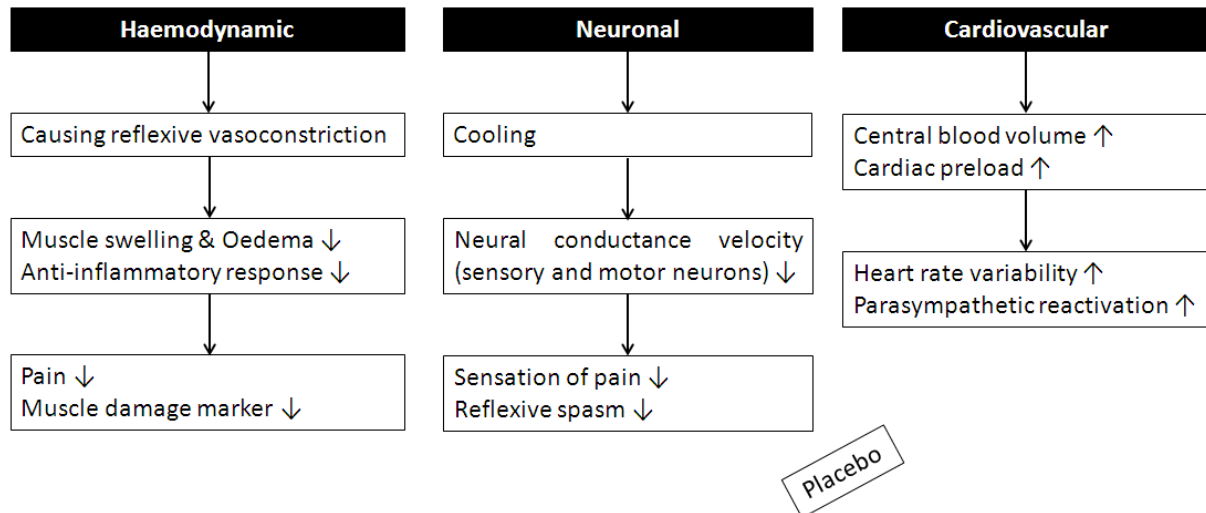 Haemodynamic
Causing reflexive vasoconstriction
Muscle swelling & Oedema ↓
Anti-inflammatory response ↓
Pain ↓
Muscle damage marker ↓
Neuronal
Cooling
Neural conductance velocity
(sensory and motor neurons) ↓
Sensation of pain ↓
Reflexive spasm ↓
Cardiovascular
Central blood volume ↑
Cardiac preload ↑
Heart rate variability ↑
Parasympathetic reactivation ↑
Placebo